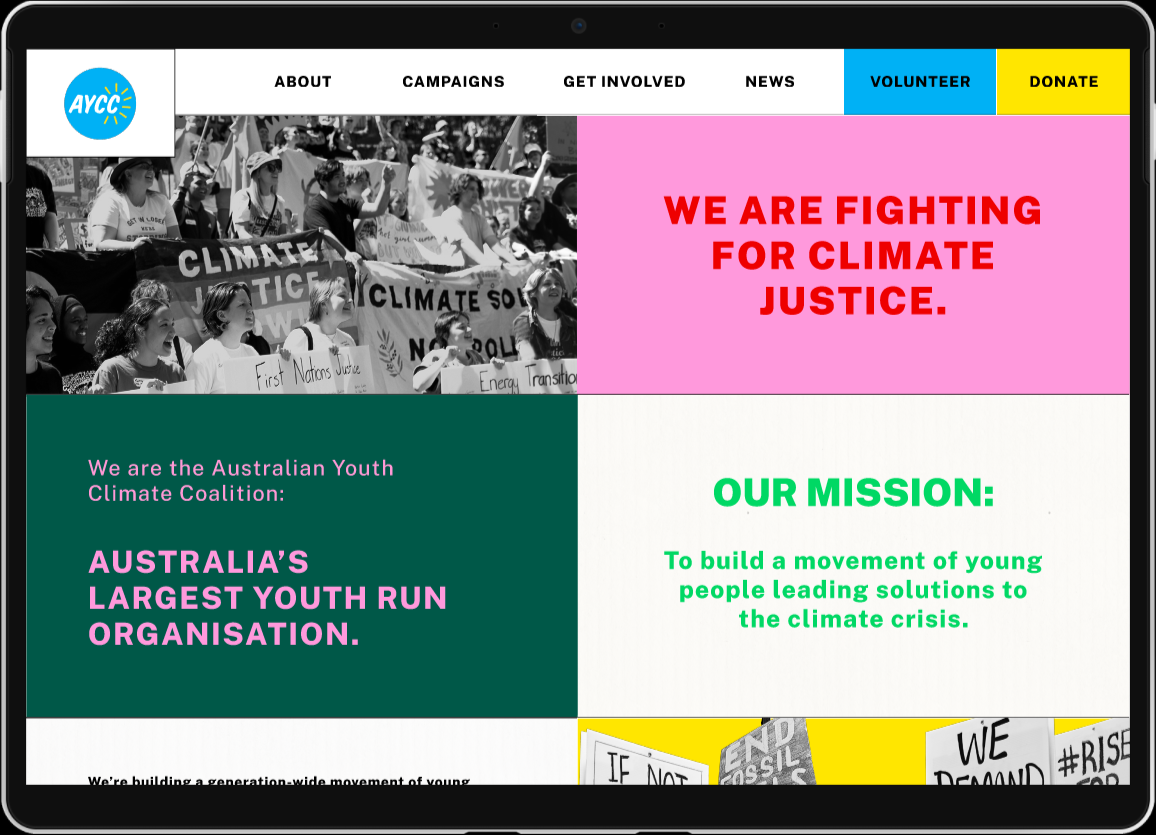 AYCC
ABOUT
CAMPAIGNS
GET INVOLVED
NEWS
VOLUNTEER
DONATE
GET IN LOSER
CLIMATE
JUSTICE
CLIMATE SO
First Nations Justice
Energy Transition
WE ARE FIGHTING
FOR CLIMATE
JUSTICE.
We are the Australian Youth
Climate Coalition:
AUSTRALIA’S
LARGEST YOUTH RUN
ORGANISATION.
OUR MISSION:
To build a movement of young
people leading solutions to
the climate crisis.
We’re building a generation-wide movement of young
IF NOT
END
FOSSIL
WE
DEMAND
#RISE
FOR